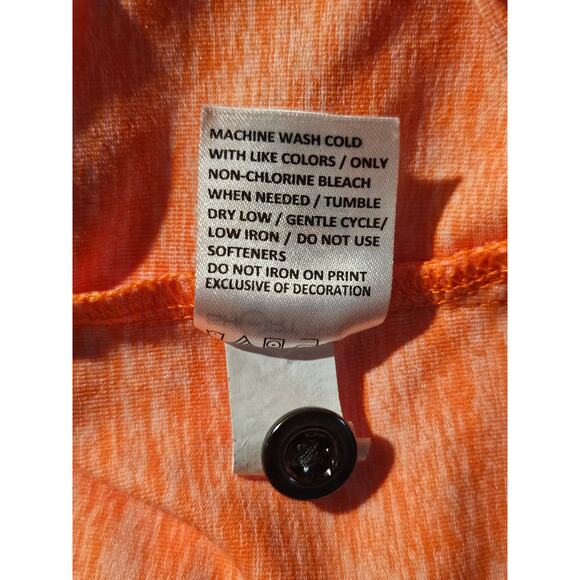 MACHINE WASH COLD
WITH LIKE COLORS / ONLY
NON-CHLORINE BLEACH
WHEN NEEDED / TUMBLE
DRY LOW / GENTLE CYCLE/
LOW IRON / DO NOT USE
SOFTENERS
DO NOT IRON ON PRINT
EXCLUSIVE OF DECORATION